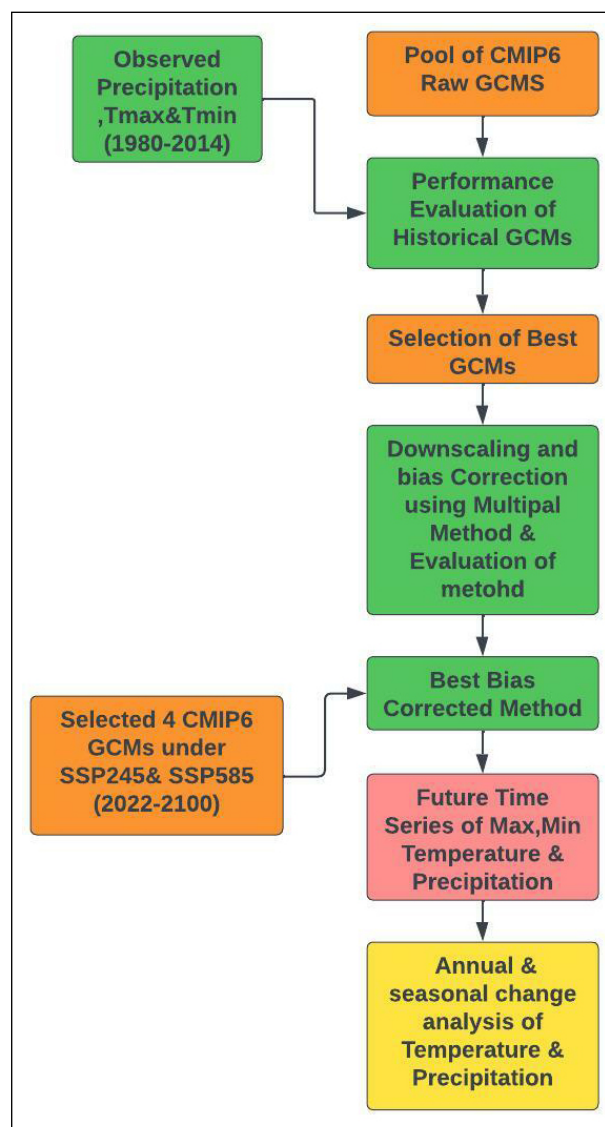 Observed
Precipitation
,Tmax&Tmin
(1980-2014)
Pool of CMIP6
Raw GCMS
Performance
Evaluation of
Historical GCMs
Selection of Best
GCMs
Downscaling and
bias Correction
using Multipal
Method &
Evaluation of
metohd
Best Bias
Corrected Method
Selected 4 CMIP6
GCMs under
SSP245& SSP585
(2022-2100)
Future Time
Series of Max,Min
Temperature &
Precipitation
Annual &
seasonal change
analysis of
Temperature &
Precipitation